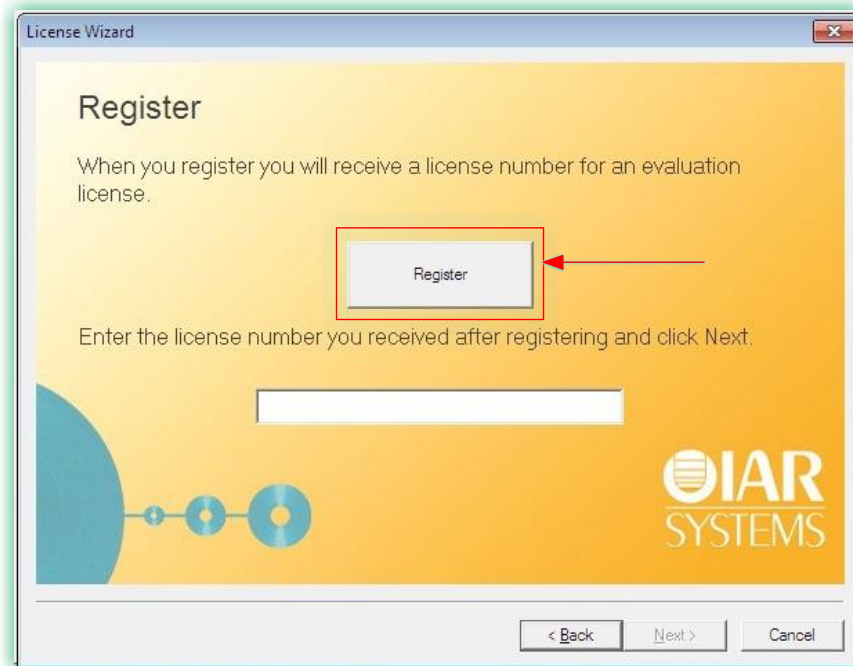 License Wizard
Register
When you register you will receive a license number for an evaluation
license.
Register
Enter the license number you received after registering and click Next.
IAR
SYSTEMS
< Back
Next >
Cancel